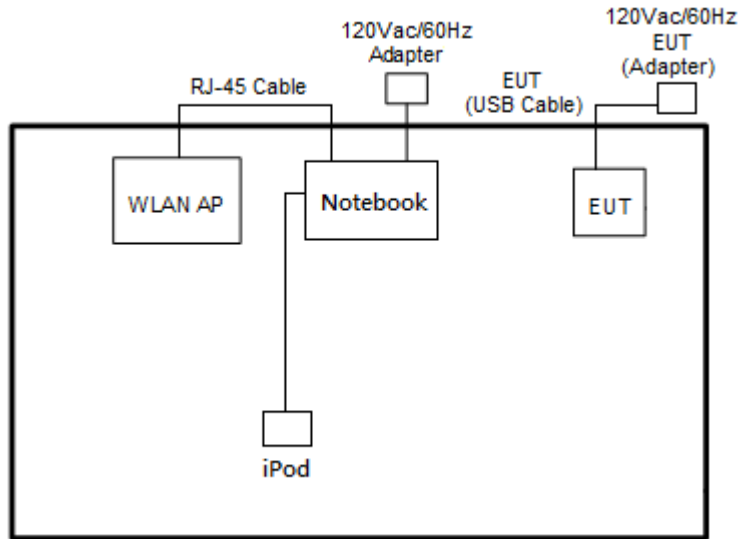 120Vac/60Hz
Adapter
120Vac/60Hz
EUT
(Adapter)
RJ-45 Cable
EUT
(USB Cable)
WLAN AP
Notebook
EUT
iPod